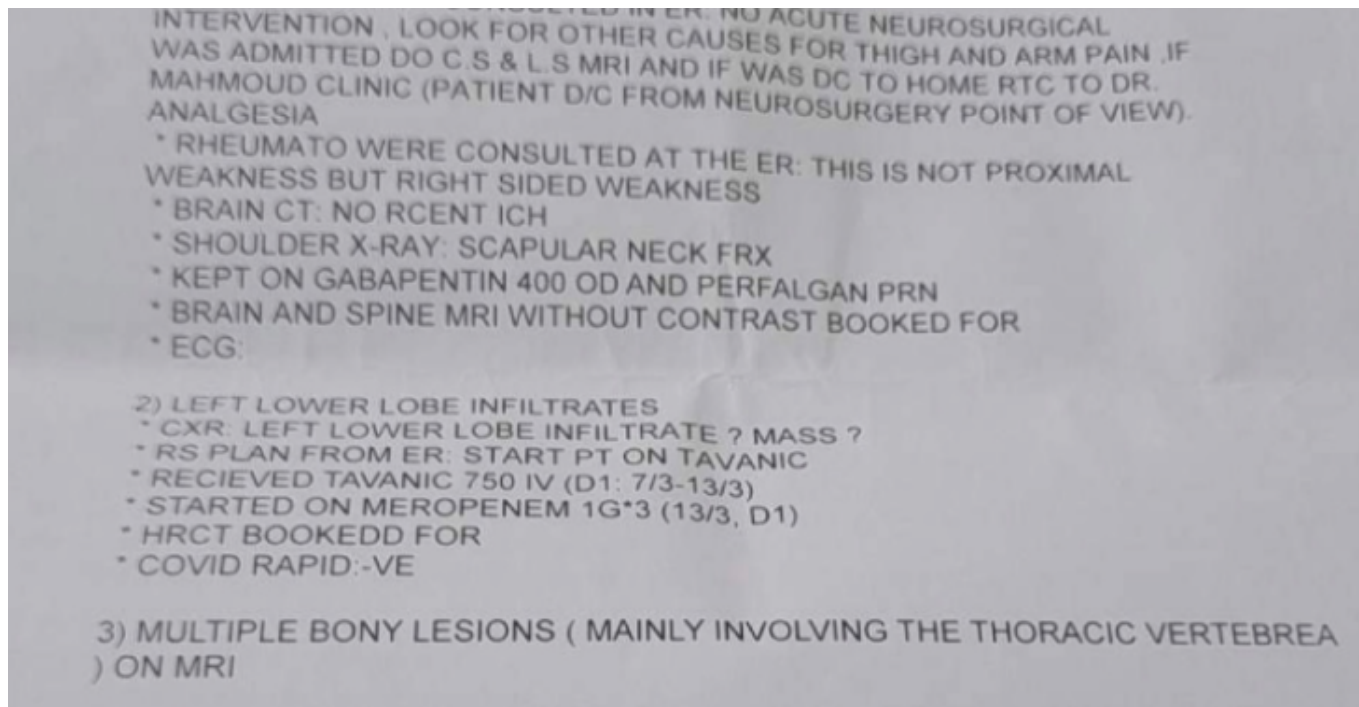 CONSULTED IN ER: NO ACUTE NEUROSURGICAL
INTERVENTION , LOOK FOR OTHER CAUSES FOR THIGH AND ARM PAIN ,IF
WAS ADMITTED DO C.S & L.S MRI AND IF WAS DC TO HOME RTC TO DR.
MAHMOUD CLINIC (PATIENT D/C FROM NEUROSURGERY POINT OF VIEW).
ANALGESIA
* RHEUMATO WERE CONSULTED AT THE ER: THIS IS NOT PROXIMAL
WEAKNESS BUT RIGHT SIDED WEAKNESS
* BRAIN CT: NO RCENT ICH
* SHOULDER X-RAY: SCAPULAR NECK FRX
* KEPT ON GABAPENTIN 400 OD AND PERFALGAN PRN
* BRAIN AND SPINE MRI WITHOUT CONTRAST BOOKED FOR
* ECG:
2) LEFT LOWER LOBE INFILTRATES
* CXR: LEFT LOWER LOBE INFILTRATE ? MASS ?
* RS PLAN FROM ER: START PT ON TAVANIC
* RECIEVED TAVANIC 750 IV (D1: 7/3-13/3)
* STARTED ON MEROPENEM 1G*3 (13/3, D1)
* HRCT BOOKEDD FOR
* COVID RAPID:-VE
3) MULTIPLE BONY LESIONS ( MAINLY INVOLVING THE THORACIC VERTEBREA
) ON MRI